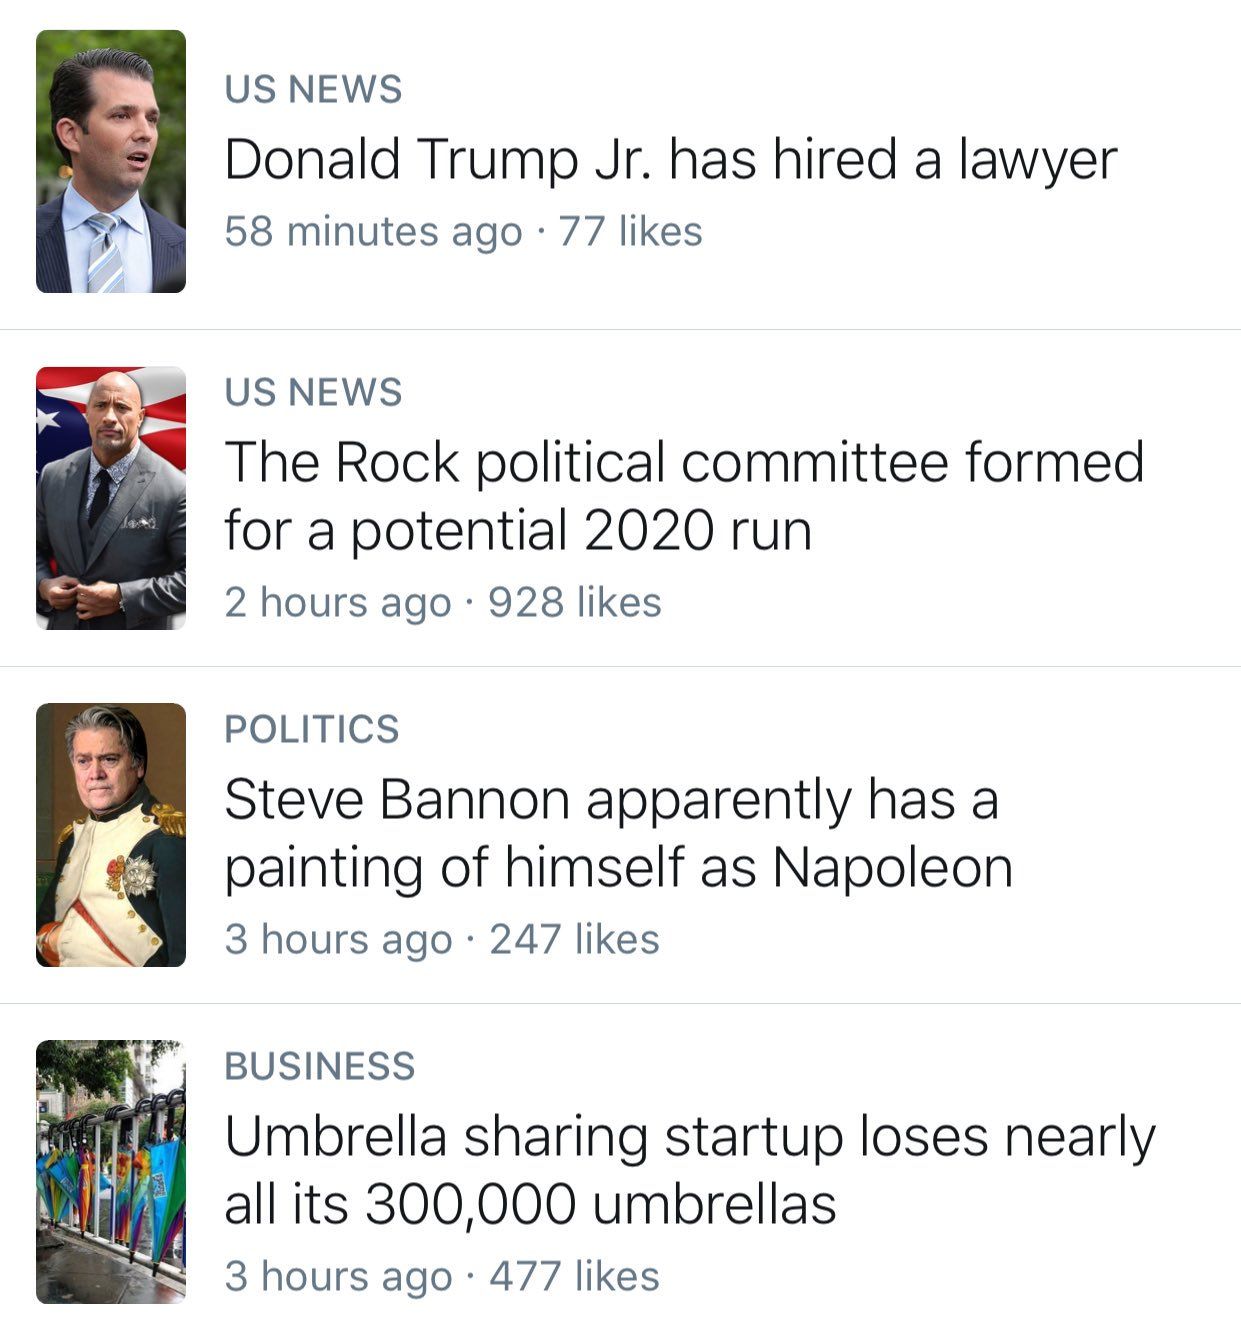 US NEWS
Donald Trump Jr. has hired a lawyer
58 minutes ago · 77 likes
US NEWS
The Rock political committee formed
for a potential 2020 run
2 hours ago · 928 likes
POLITICS
Steve Bannon apparently has a
painting of himself as Napoleon
3 hours ago · 247 likes
BUSINESS
Umbrella sharing startup loses nearly
all its 300,000 umbrellas
3 hours ago · 477 likes